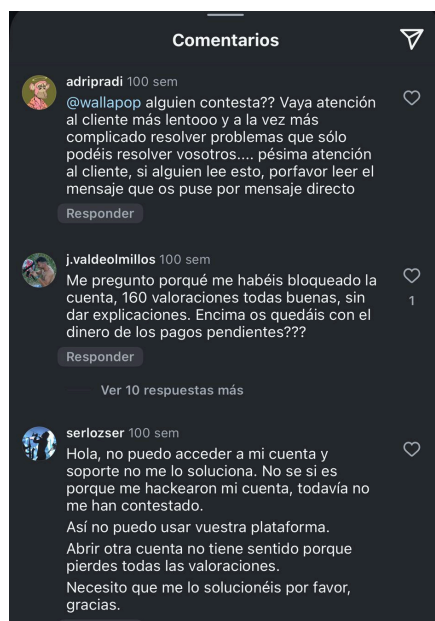 Comentarios
adripradi 100 sem
@wallapop alguien contesta?? Vaya atención
al cliente más lentooo y a la vez más
complicado resolver problemas que sólo
podéis resolver vosotros.... pésima atención
al cliente, si alguien lee esto, porfavor leer el
mensaje que os puse por mensaje directo
Responder
j.valdeolmillos 100 sem
Me pregunto porqué me habéis bloqueado la
cuenta, 160 valoraciones todas buenas, sin
dar explicaciones. Encima os quedáis con el
dinero de los pagos pendientes???
1
Responder
Ver 10 respuestas más
serlozser 100 sem
Hola, no puedo acceder a mi cuenta y
soporte no me lo soluciona. No se si es
porque me hackearon mi cuenta, todavía no
me han contestado.
Así no puedo usar vuestra plataforma.
Abrir otra cuenta no tiene sentido porque
pierdes todas las valoraciones.
Necesito que me lo solucionéis por favor,
gracias.